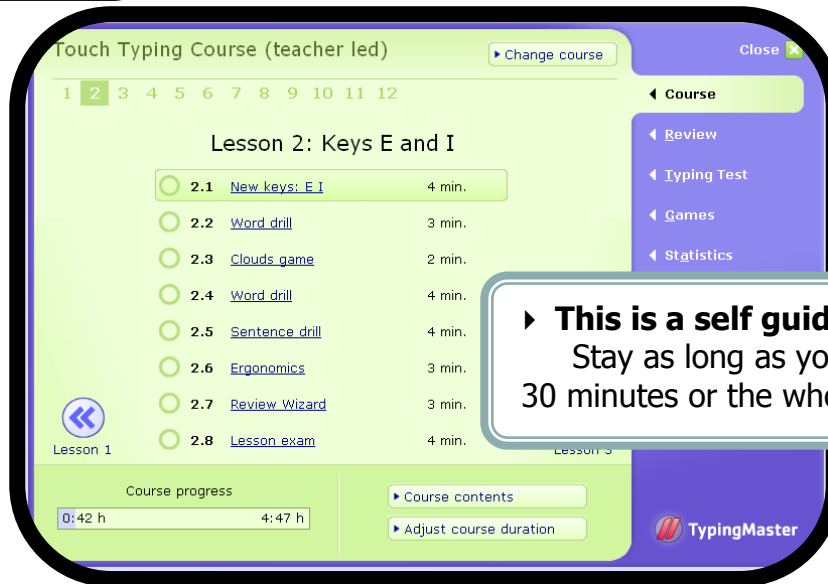 Touch Typing Course (teacher led)
Change course
Close
1 2 3 4 5 6 7 8 9 10 11 12
Lesson 2: Keys E and I
2.1 New keys: E I 4 min.
2.2 Word drill 3 min.
2.3 Clouds game 2 min.
2.4 Word drill 4 min.
2.5 Sentence drill 4 min.
2.6 Ergonomics 3 min.
2.7 Review Wizard 3 min.
2.8 Lesson exam 4 min.
Lesson 1
Lesson 3
Course
Review
Typing Test
Games
Statistics
This is a self guid
Stay as long as yo
30 minutes or the who
Course progress
0:42 h 4:47 h
Course contents
Adjust course duration
TypingMaster